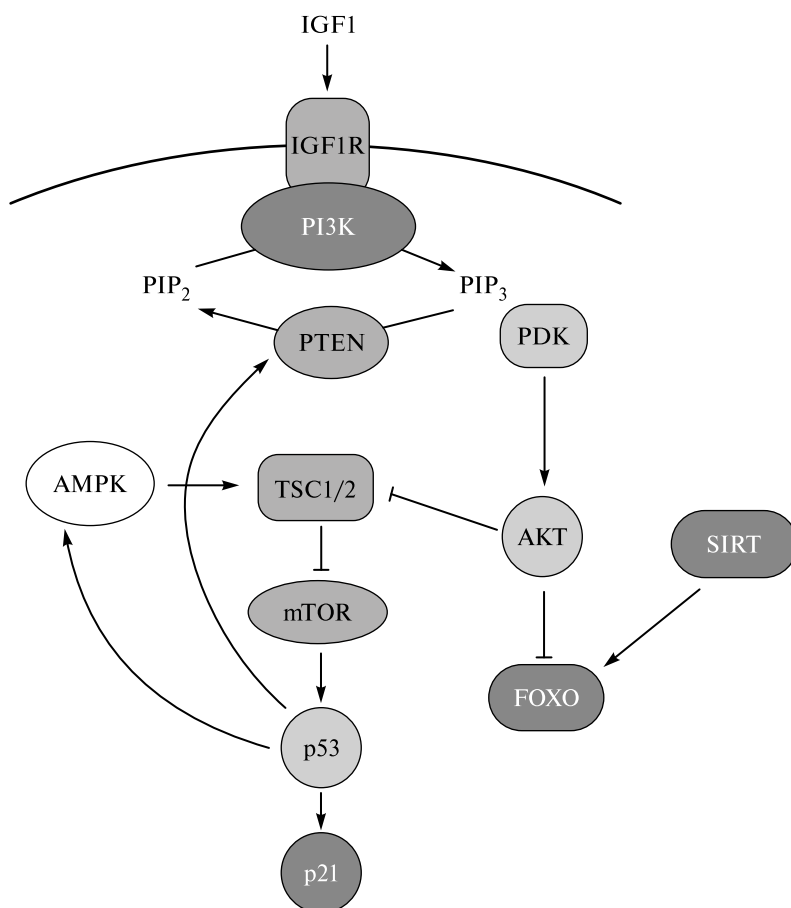 IGF1
IGF1R
PI3K
PIP₂
PIP₃
PTEN
PDK
AMPK
TSC1/2
AKT
SIRT
mTOR
FOXO
p53
p21